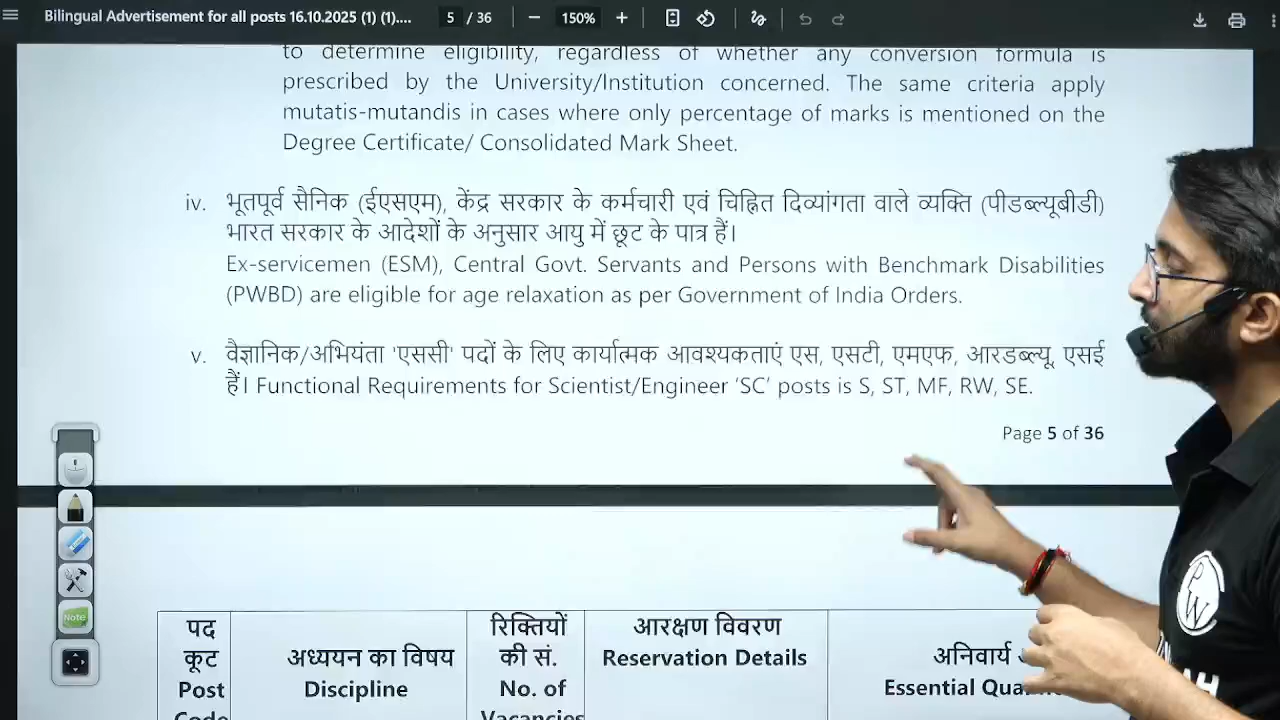 Bilingual Advertisement for all posts 16.10.2025 (1) (1)....
5 / 36
150%
to determine eligibility, regardless of whether any conversion formula is
prescribed by the University/Institution concerned. The same criteria apply
mutatis-mutandis in cases where only percentage of marks is mentioned on the
Degree Certificate/ Consolidated Mark Sheet.
iv. भूतपूर्व सैनिक (ईएसएम), केंद्र सरकार के कर्मचारी एवं चिह्नित दिव्यांगता वाले व्यक्ति (पीडब्ल्यूबीडी)
भारत सरकार के आदेशों के अनुसार आयु में छूट के पात्र हैं।
Ex-servicemen (ESM), Central Govt. Servants and Persons with Benchmark Disabilities
(PWBD) are eligible for age relaxation as per Government of India Orders.
v. वैज्ञानिक/अभियंता 'एससी' पदों के लिए कार्यात्मक आवश्यकताएं एस, एसटी, एमएफ, आरडब्ल्यू, एसई
हैं। Functional Requirements for Scientist/Engineer ‘SC’ posts is S, ST, MF, RW, SE.
Page 5 of 36
Note
पद
कूट
Post
Code
अध्ययन का विषय
Discipline
रिक्तियों
की सं.
No. of
Vacancies
आरक्षण विवरण
Reservation Details
अनिवार्य
Essential
PW